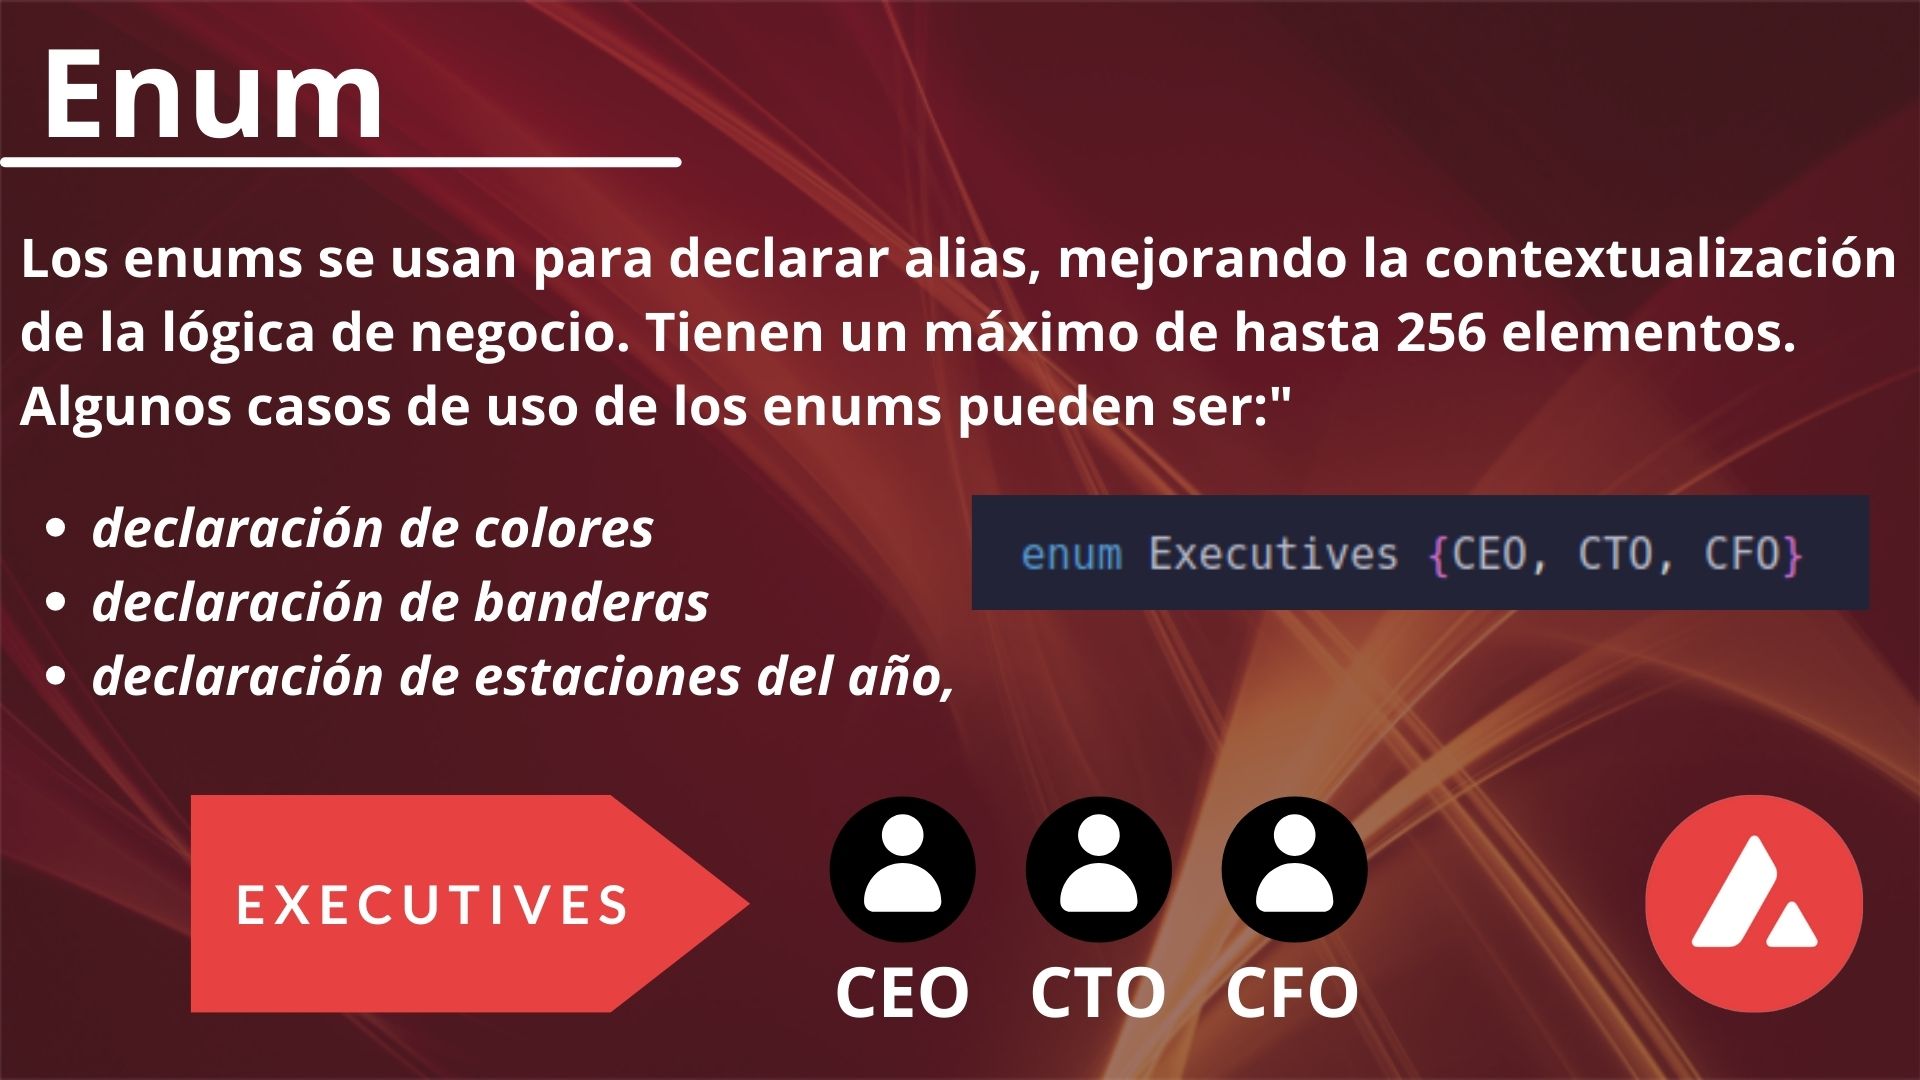 Enum
Los enums se usan para declarar alias, mejorando la contextualización
de la lógica de negocio. Tienen un máximo de hasta 256 elementos.
Algunos casos de uso de los enums pueden ser:"
• declaración de colores
• declaración de banderas
• declaración de estaciones del año,
enum Executives {CEO, CTO, CFO}
EXECUTIVES
CEO CTO CFO